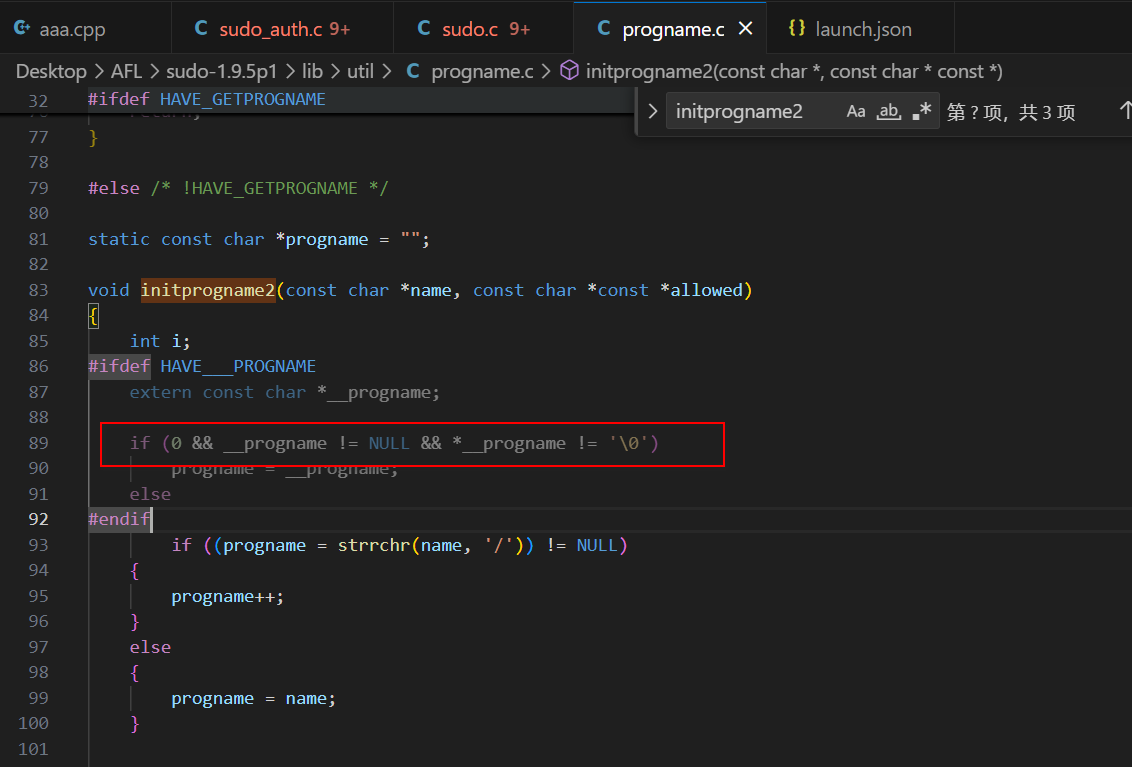 aaa.cpp
C sudo_auth.c 9+
C sudo.c 9+
C progname.c
{} launch.json
Desktop > AFL > sudo-1.9.5p1 > lib > util > C progname.c > initprogname2(const char *, const char * const *)
32 #ifdef HAVE_GETPROGNAME
initprogname2 Aa ab 第 ? 项，共 3 项
76 return;
77 }
78
79 #else /* !HAVE_GETPROGNAME */
80
81 static const char *progname = "";
82
83 void initprogname2(const char *name, const char *const *allowed)
84 {
85 int i;
86 #ifdef HAVE___PROGNAME
87 extern const char *__progname;
88
89 if (0 && __progname != NULL && *__progname != '\0')
90 progname = __progname;
91 else
92 #endif
93 if ((progname = strrchr(name, '/')) != NULL)
94 {
95 progname++;
96 }
97 else
98 {
99 progname = name;
100 }
101